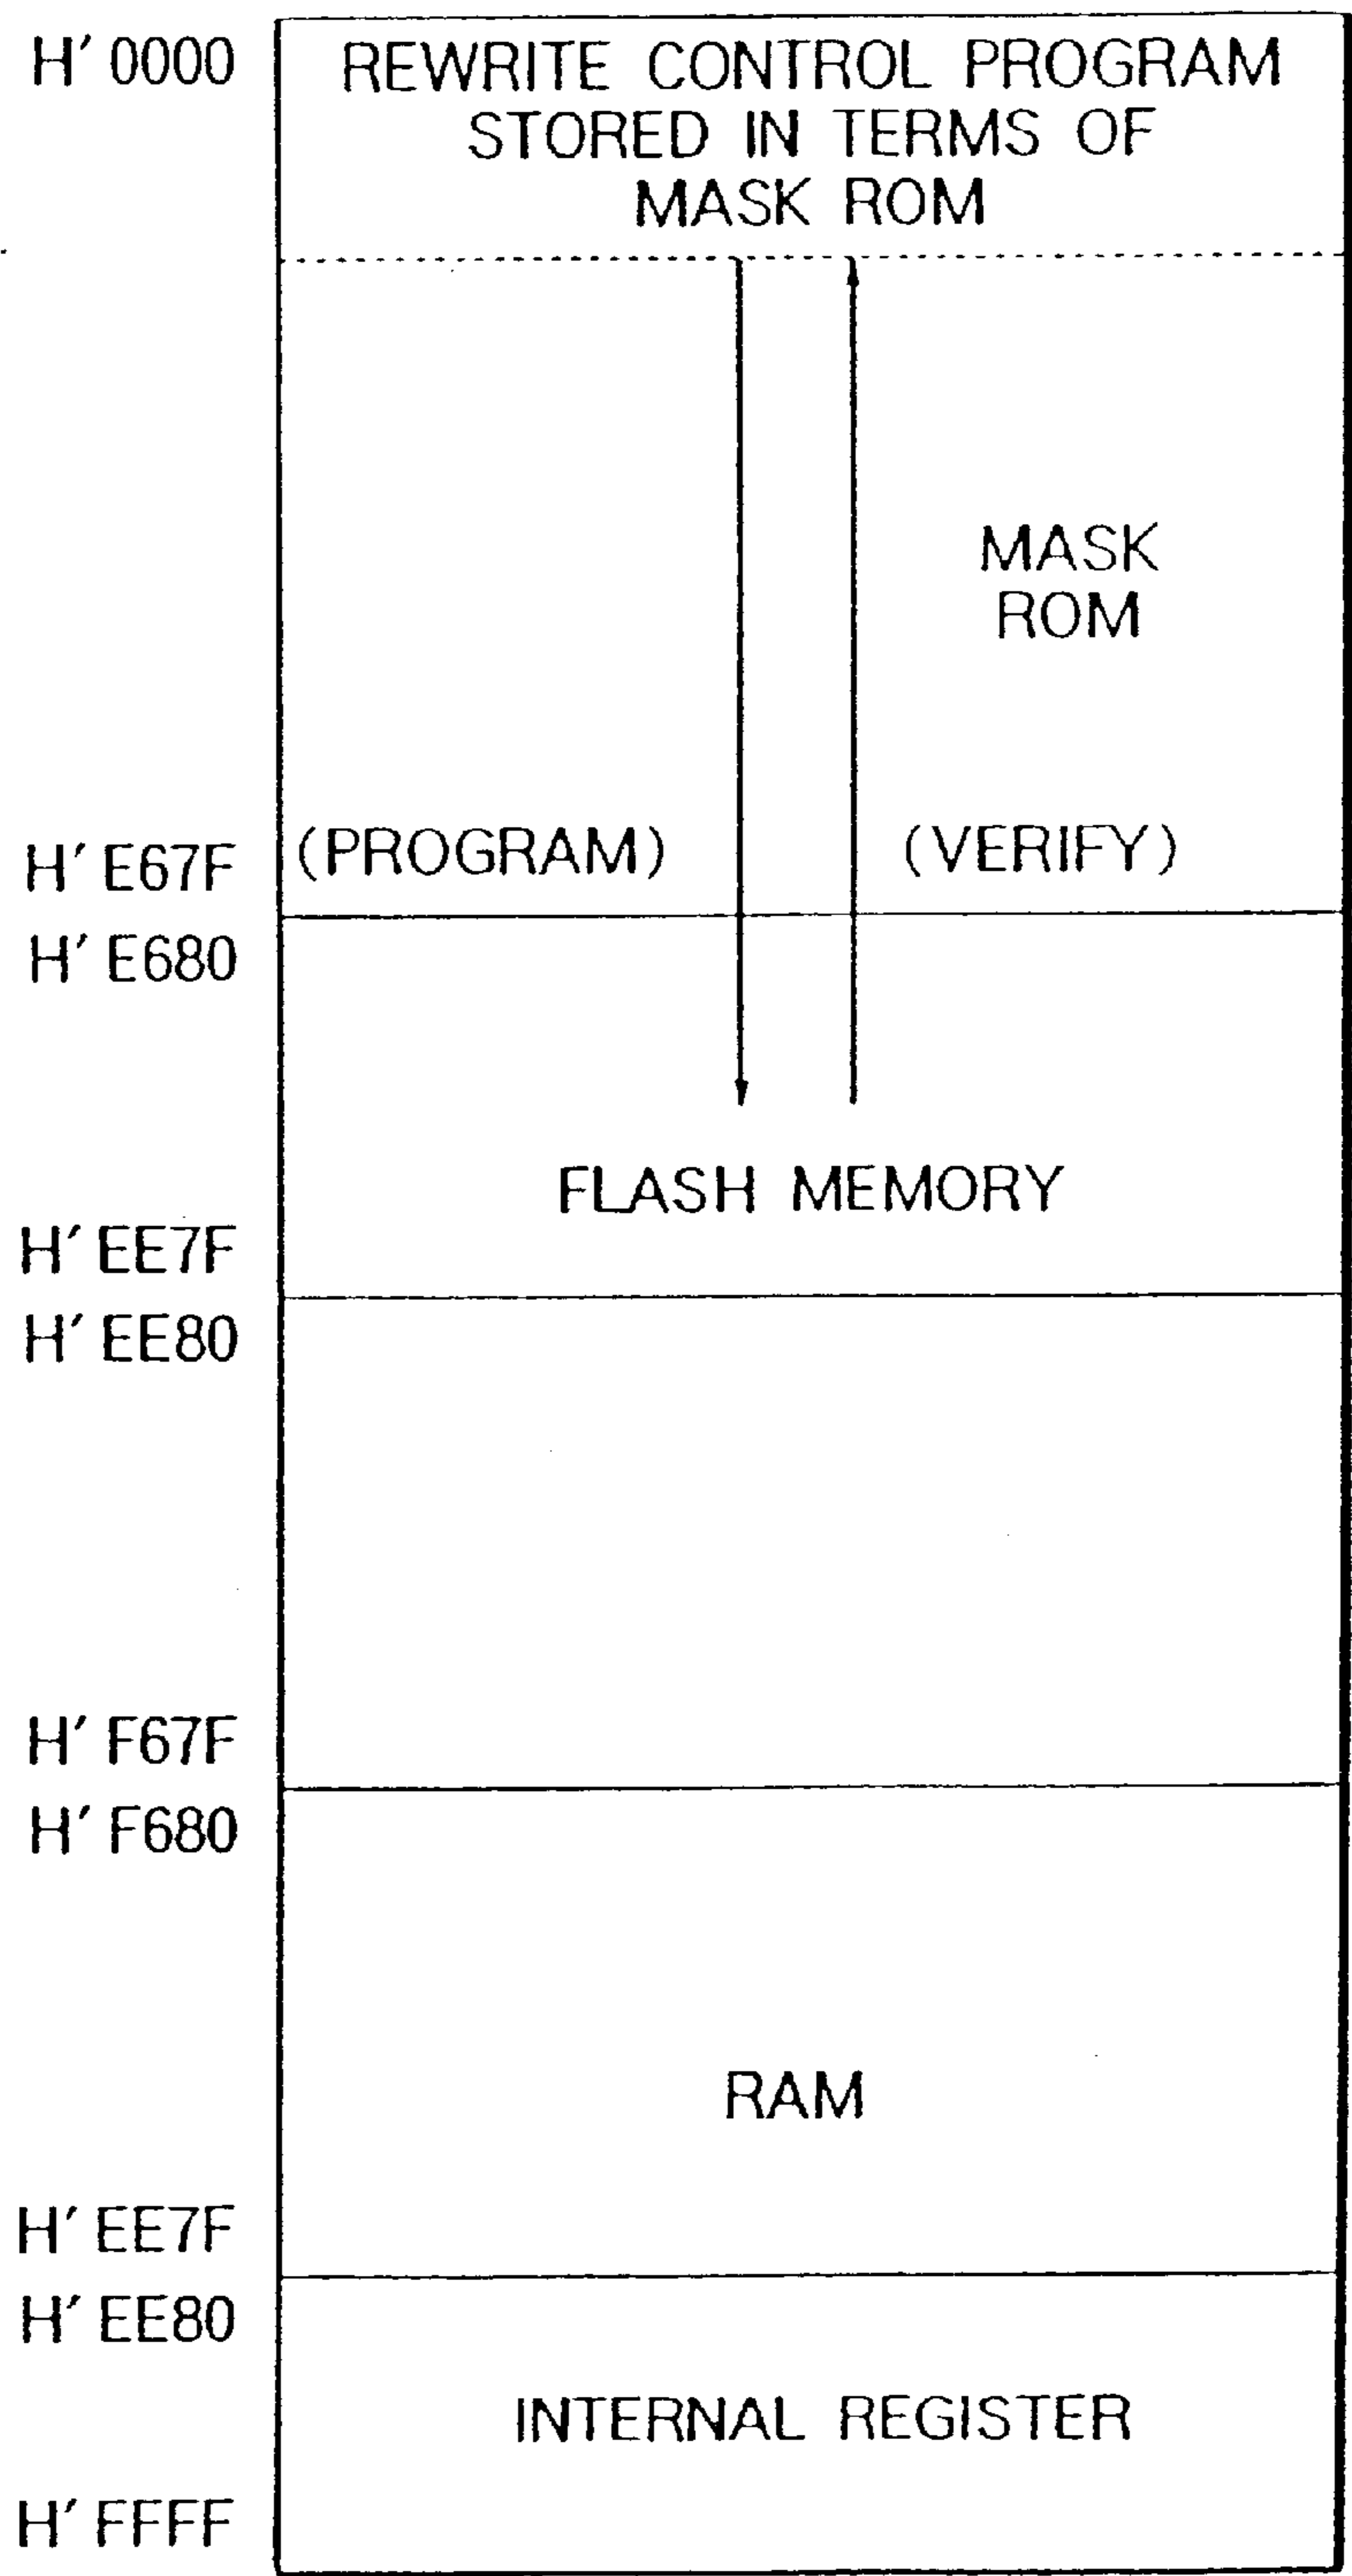 H' 0000
REWRITE CONTROL PROGRAM
STORED IN TERMS OF
MASK ROM
MASK
ROM
H' E67F
(PROGRAM)
(VERIFY)
H' E680
FLASH MEMORY
H' EE7F
H' EE80
H' F67F
H' F680
RAM
H' EE7F
H' EE80
INTERNAL REGISTER
H' FFFF